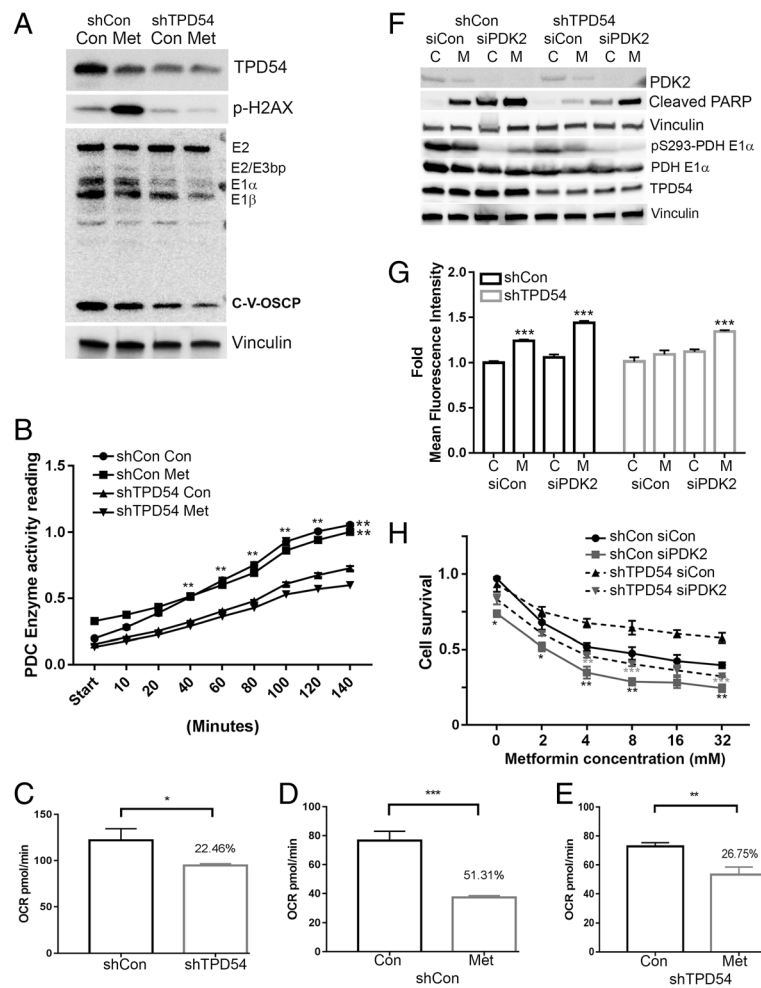 A
shCon shTPD54
Con Met Con Met
TPD54
p-H2AX
E2
E2/E3bp
E1α
E1β
C-V-OSCP
Vinculin
B
shCon Con
shCon Met
shTPD54 Con
shTPD54 Met
PDC Enzyme activity reading
1.5
1.0
0.5
0.0
** ** ** ** **
**
**
Start 10 20 40 60 80 100 120 140
(Minutes)
C
OCR pmol/min
150
100
50
0
*
22.46%
shCon shTPD54
D
OCR pmol/min
100
80
60
40
20
0
***
51.31%
Con Met
shCon
E
OCR pmol/min
100
80
60
40
20
0
**
26.75%
Con Met
shTPD54
F
shCon shTPD54
siCon siPDK2 siCon siPDK2
C M C M C M C M
PDK2
Cleaved PARP
Vinculin
pS293-PDH E1α
PDH E1α
TPD54
Vinculin
G
Fold
Mean Fluorescence Intensity
2.0
1.5
1.0
0.5
0.0
shCon
shTPD54
*** *** ***
C M C M C M C M
siCon siPDK2 siCon siPDK2
H
shCon siCon
shCon siPDK2
shTPD54 siCon
shTPD54 siPDK2
Cell survival
1.0
0.5
0
** *** ***
* * ** ** **
0 2 4 8 16 32
Metformin concentration (mM)